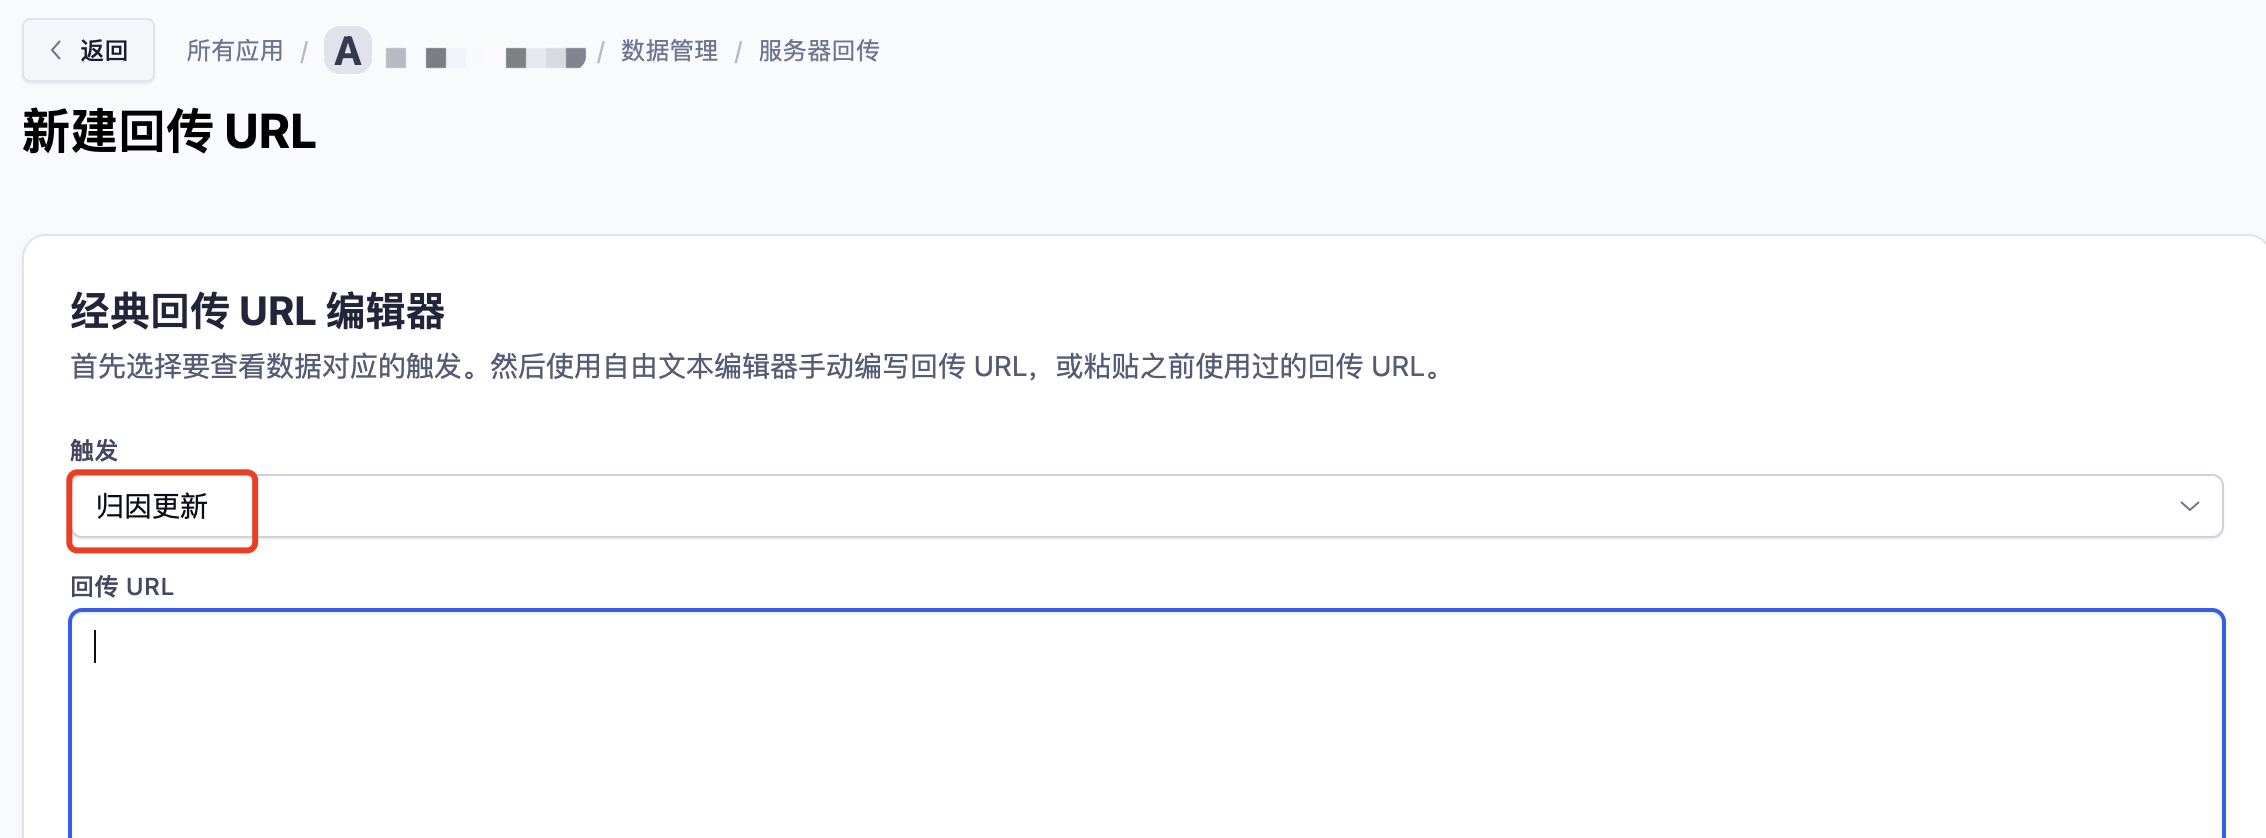 返回 所有应用 / A / 数据管理 / 服务器回传
新建回传 URL
经典回传 URL 编辑器
首先选择要查看数据对应的触发。然后使用自由文本编辑器手动编写回传 URL，或粘贴之前使用过的回传 URL。
触发
归因更新
回传 URL